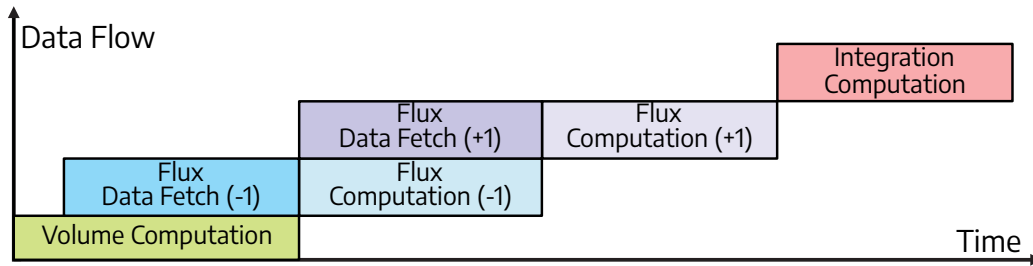 Data Flow
Integration
Computation
Flux
Data Fetch (+1)
Flux
Computation (+1)
Flux
Data Fetch (-1)
Flux
Computation (-1)
Volume Computation
Time